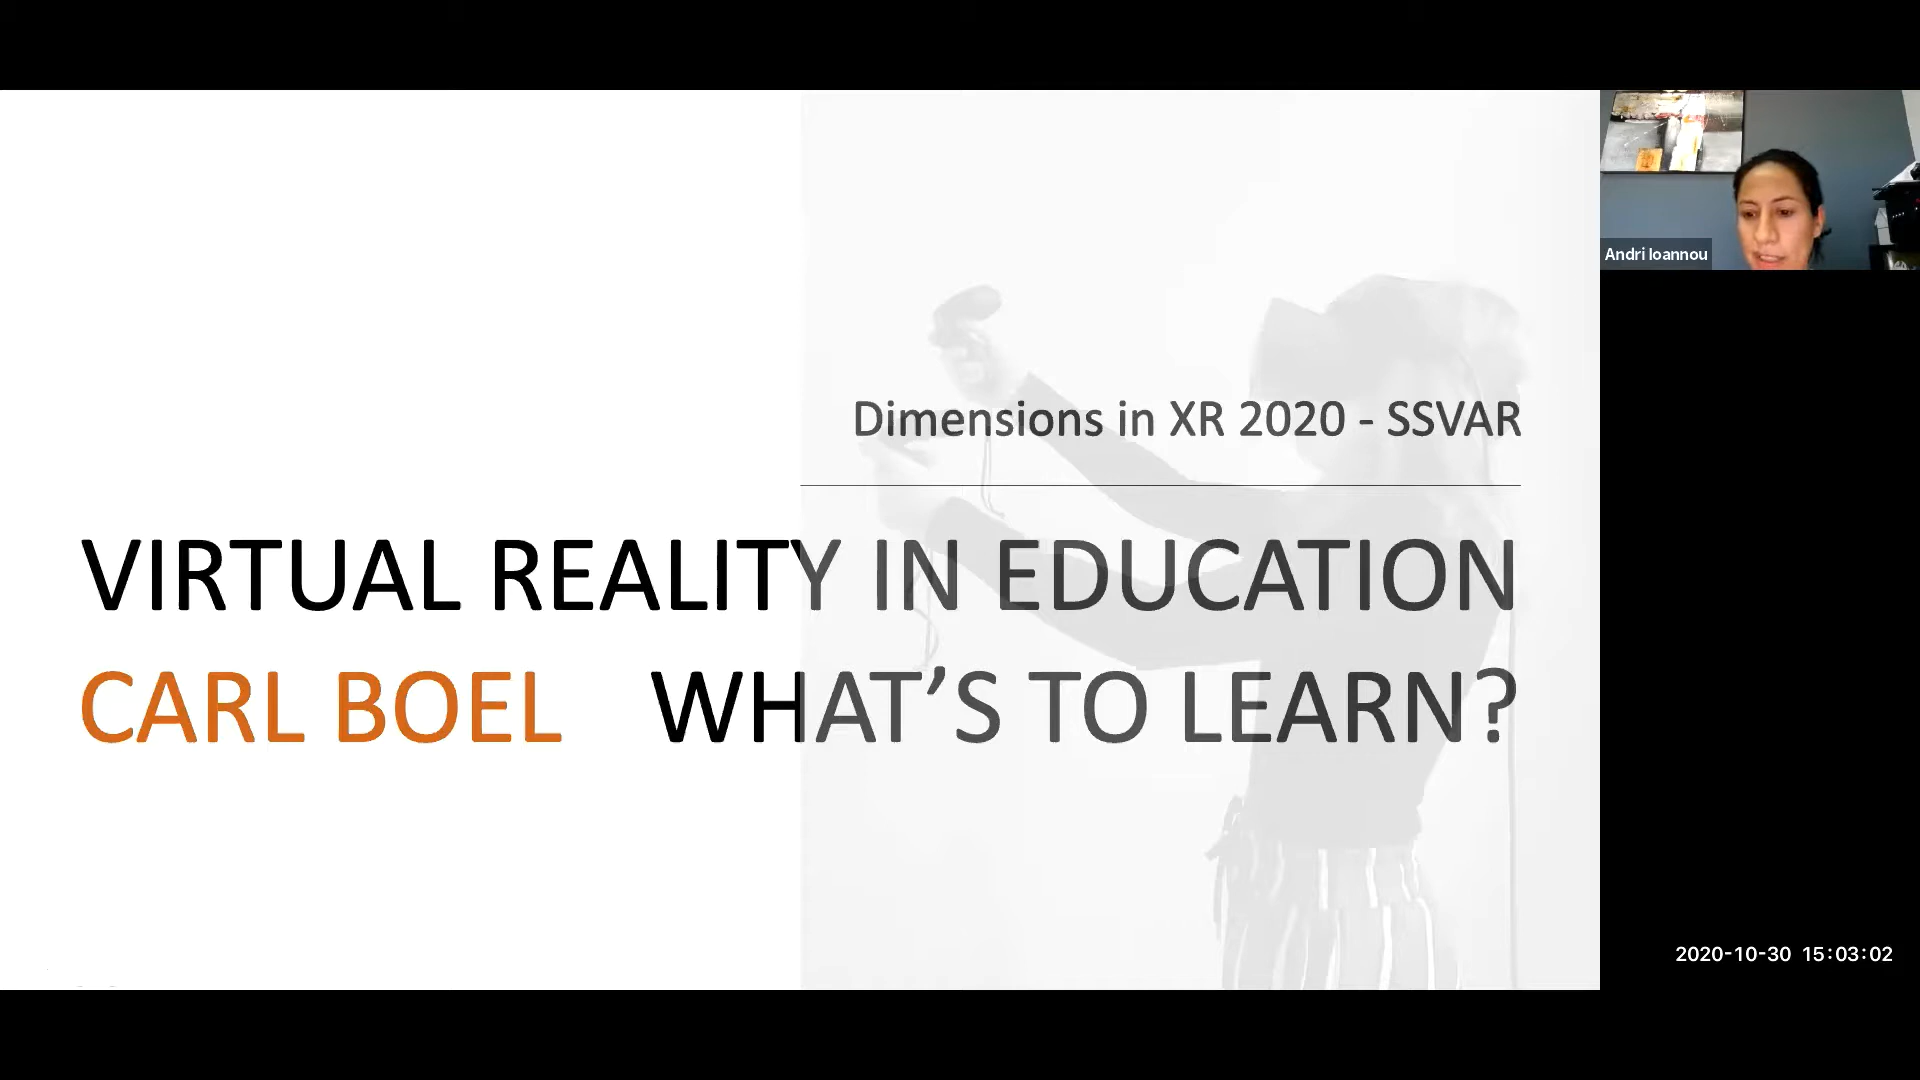 Dimensions in XR 2020 - SSVAR
VIRTUAL REALITY IN EDUCATION
CARL BOEL WHAT’S TO LEARN?
Andri Ioannou
2020-10-30 15:03:02